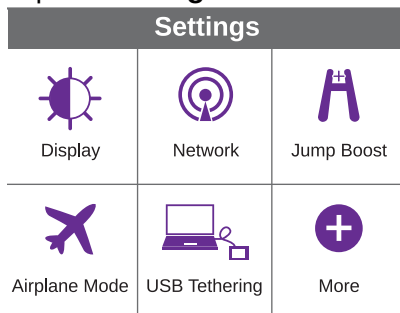 Settings
Display
Network
Jump Boost
Airplane Mode
USB Tethering
More